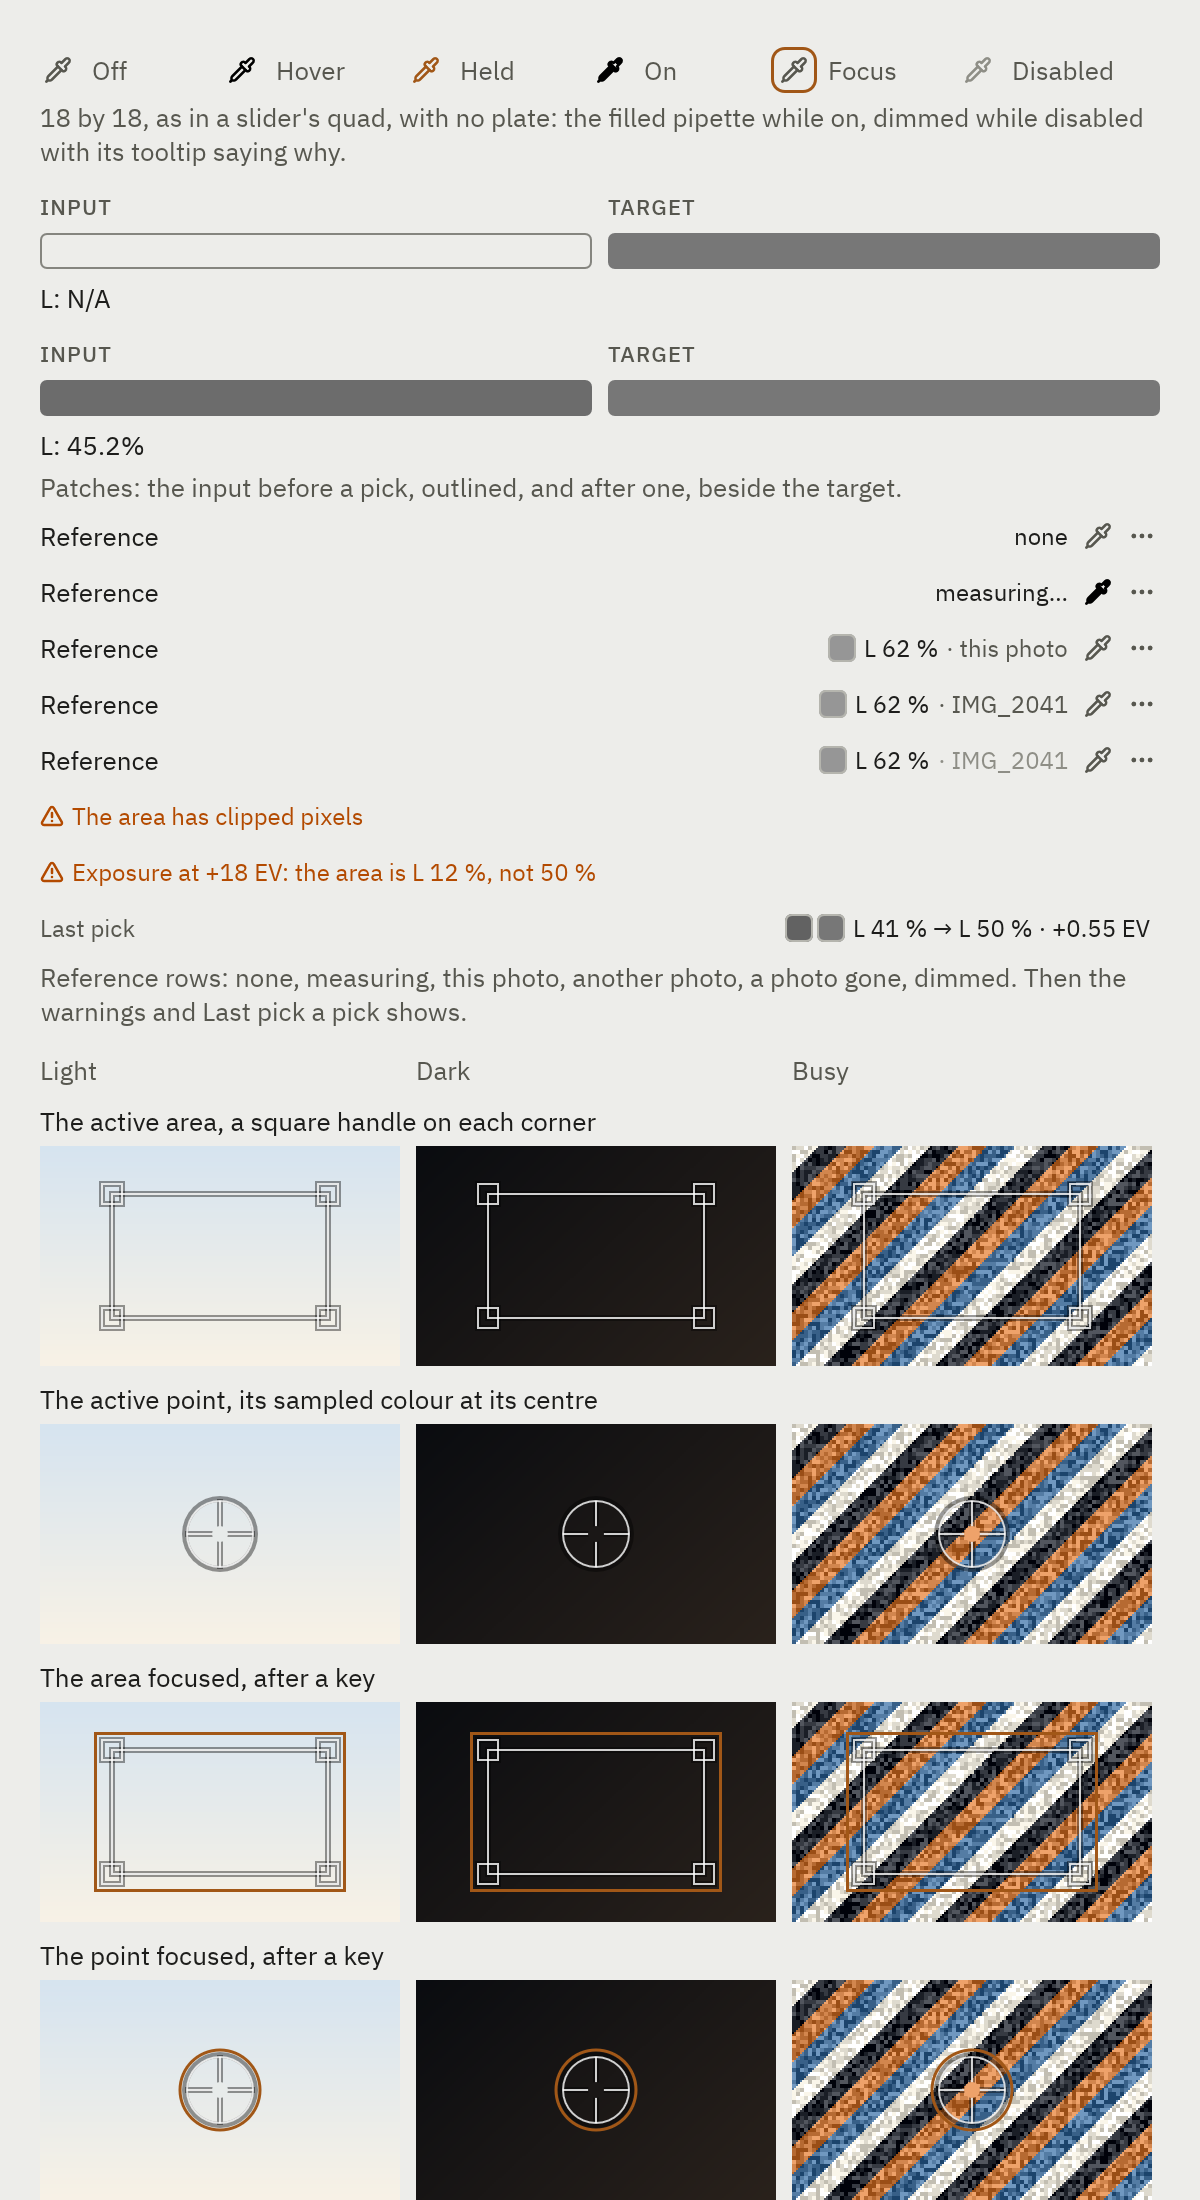 Off Hover Held On Focus Disabled
18 by 18, as in a slider's quad, with no plate: the filled pipette while on, dimmed while disabled
with its tooltip saying why.
INPUT TARGET
L: N/A
INPUT TARGET
L: 45.2%
Patches: the input before a pick, outlined, and after one, beside the target.
Reference none
Reference measuring...
Reference L 62 % · this photo
Reference L 62 % · IMG_2041
Reference L 62 % · IMG_2041
The area has clipped pixels
Exposure at +18 EV: the area is L 12 %, not 50 %
Last pick L 41 % → L 50 % · +0.55 EV
Reference rows: none, measuring, this photo, another photo, a photo gone, dimmed. Then the
warnings and Last pick a pick shows.
Light Dark Busy
The active area, a square handle on each corner
The active point, its sampled colour at its centre
The area focused, after a key
The point focused, after a key